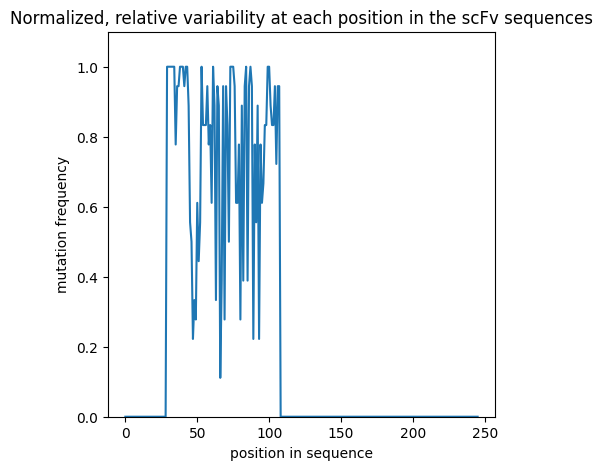 Normalized, relative variability at each position in the scFv sequences
1.0
0.8
0.6
0.4
0.2
0.0
mutation frequency
0 50 100 150 200 250
position in sequence